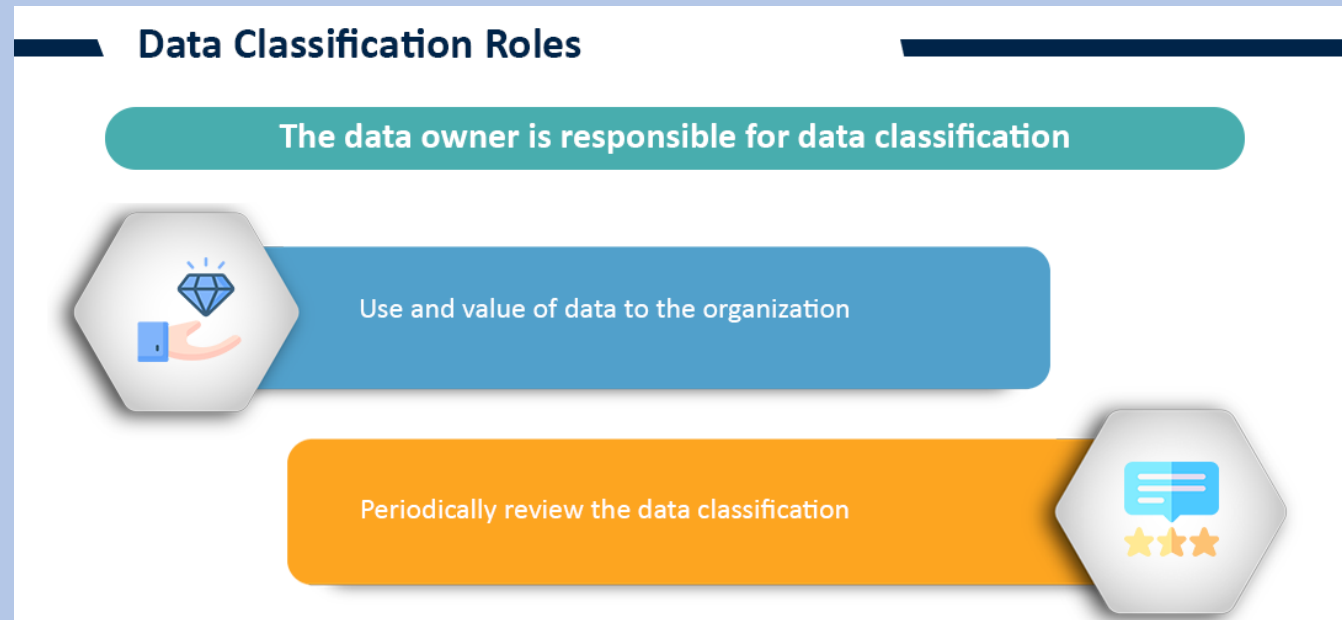 Data Classification Roles
The data owner is responsible for data classification
Use and value of data to the organization
Periodically review the data classification